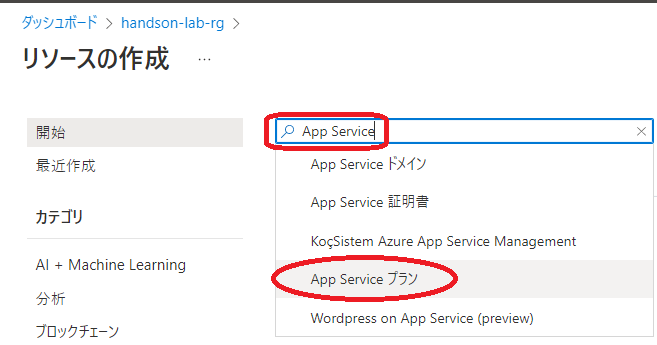 ダッシュボード > handson-lab-rg >
リソースの作成 ...
開始
最近作成
カテゴリ
AI + Machine Learning
分析
ブロックチェーン
App Service
App Service ドメイン
App Service 証明書
KoçSistem Azure App Service Management
App Service プラン
Wordpress on App Service (preview)